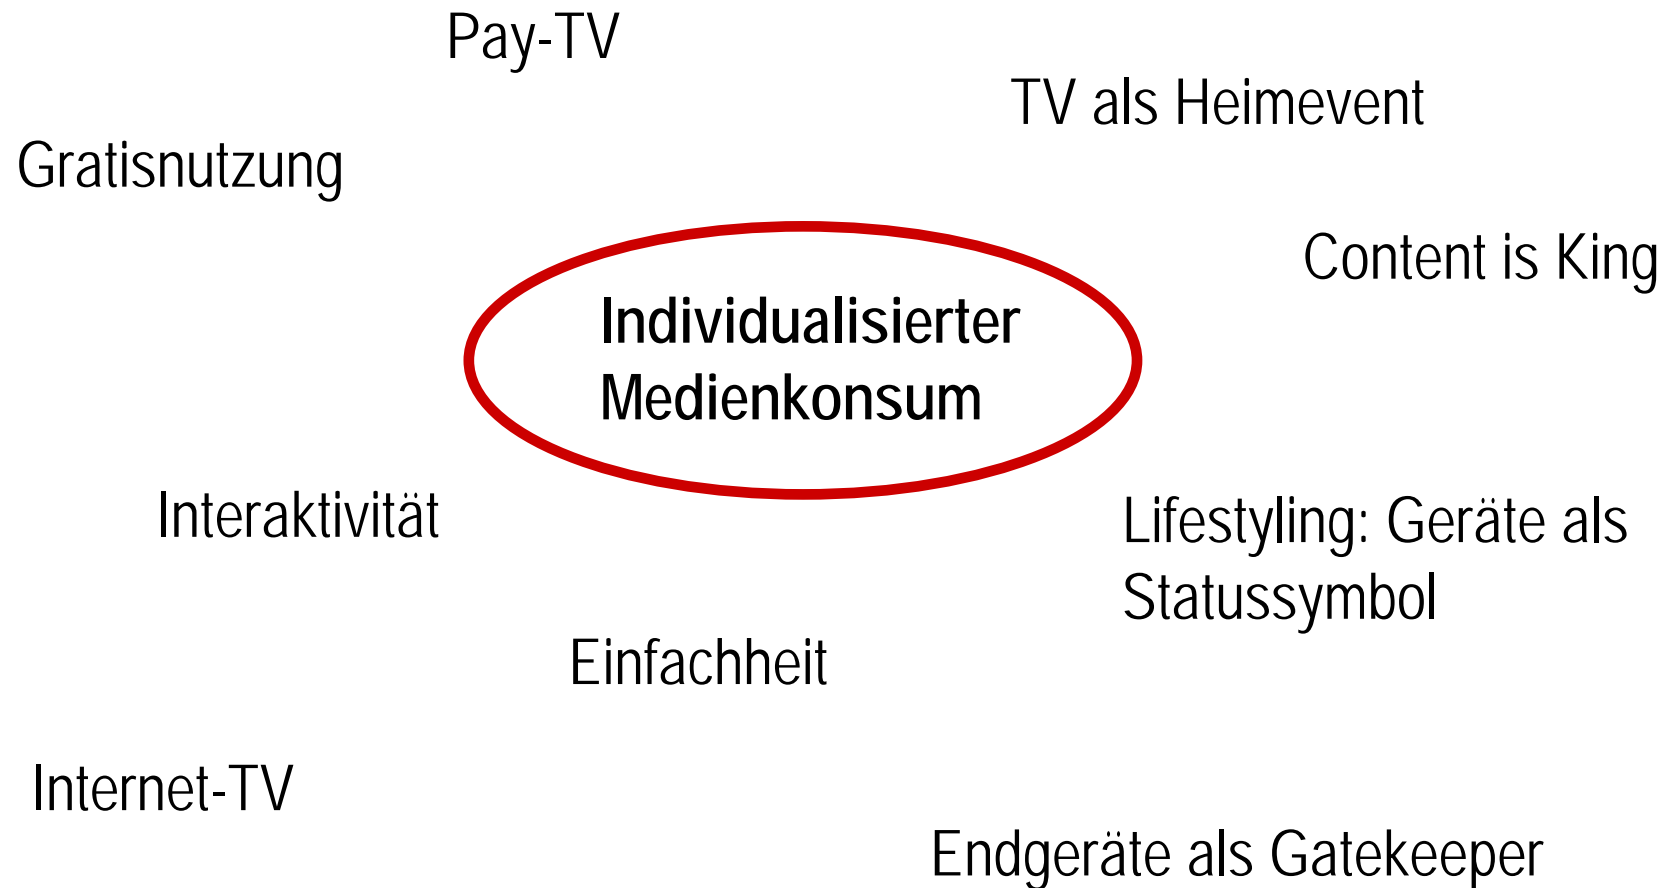 Pay-TV
TV als Heimevent
Gratisnutzung
Content is King
Individualisierter
Medienkonsum
Interaktivität
Lifestyling: Geräte als
Statussymbol
Einfachheit
Internet-TV
Endgeräte als Gatekeeper